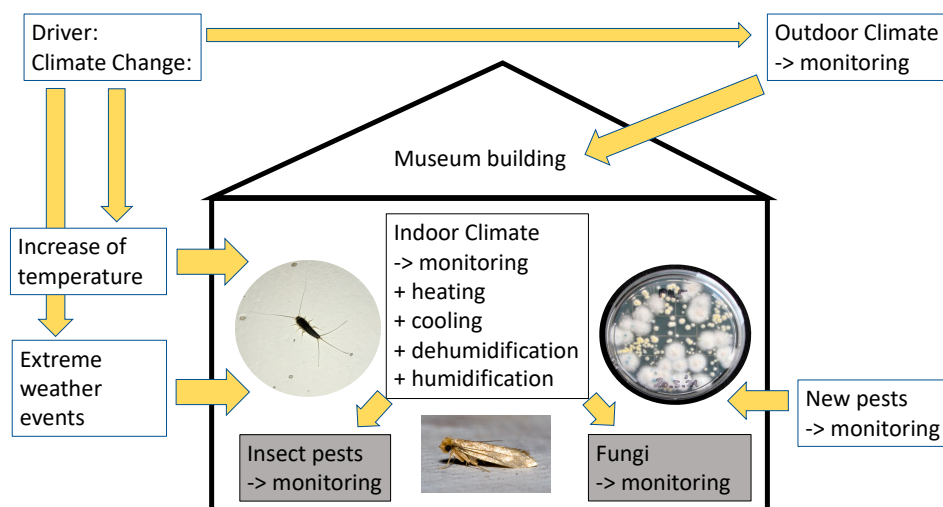 Driver:
Climate Change:
Outdoor Climate
-> monitoring
Museum building
Increase of
temperature
Indoor Climate
-> monitoring
+ heating
+ cooling
+ dehumidification
+ humidification
Extreme
weather
events
New pests
-> monitoring
Insect pests
-> monitoring
Fungi
-> monitoring